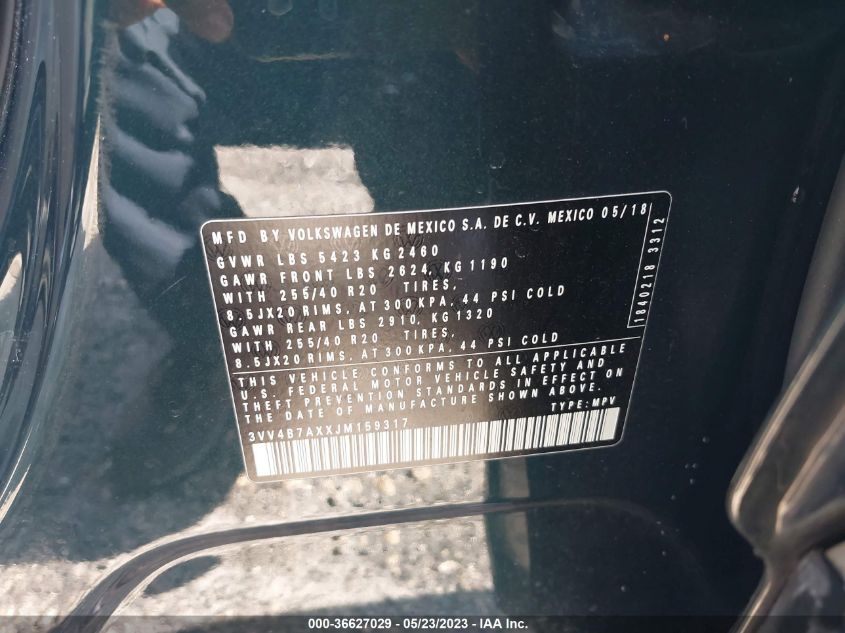 MFD BY VOLKSWAGEN DE MEXICO S.A. DE C.V. MEXICO 05/18
GVWR LBS 5423 KG 2460
GAWR FRONT LBS 2624, KG 1190
WITH 255/40 R20 TIRES,
8.5JX20 RIMS, AT 300 KPA, 44 PSI COLD
GAWR REAR LBS 2910, KG 1320
WITH 255/40 R20 TIRES,
8.5JX20 RIMS, AT 300 KPA, 44 PSI COLD
1840218 3312
THIS VEHICLE CONFORMS TO ALL APPLICABLE
U.S. FEDERAL MOTOR VEHICLE SAFETY AND
THEFT PREVENTION STANDARDS IN EFFECT ON
THE DATE OF MANUFACTURE SHOWN ABOVE.
3VV4B7AXXJM159317 TYPE: MPV
000-36627029 - 05/23/2023 - IAA Inc.